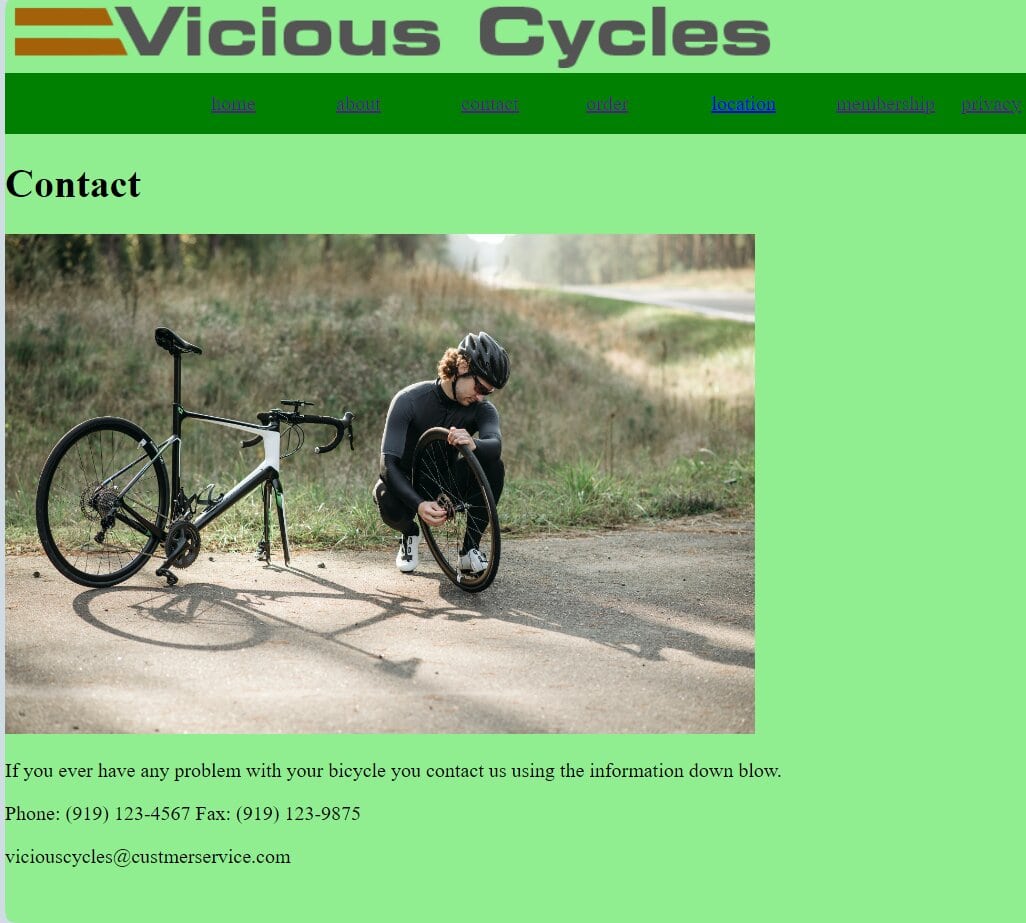 Vicious Cycles
home about contact order location membership privacy
Contact
If you ever have any problem with your bicycle you contact us using the information down blow.
Phone: (919) 123-4567 Fax: (919) 123-9875
viciouscycles@custmerservice.com